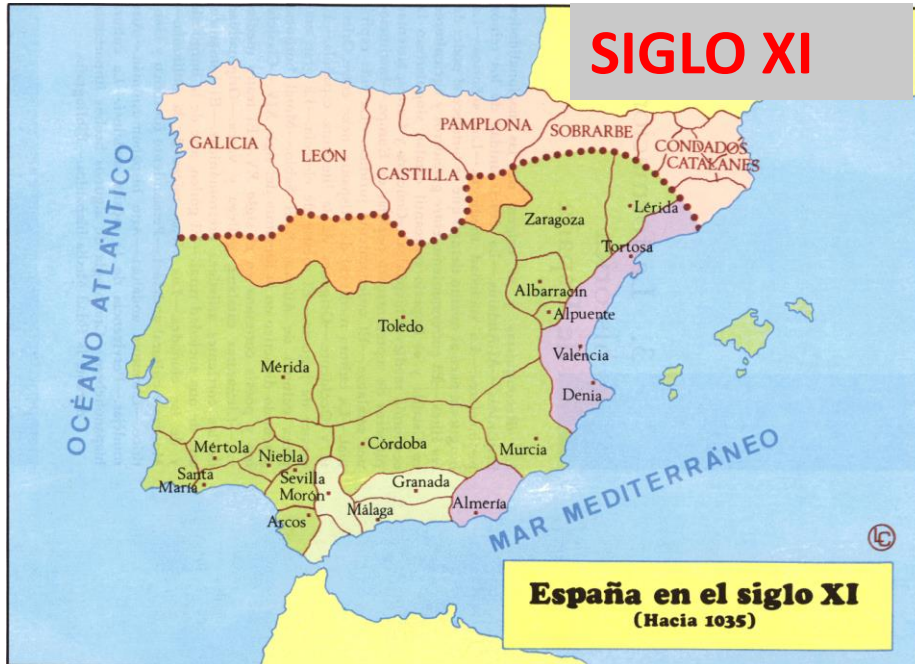 SIGLO XI
PAMPLONA
SOBRARBE
GALICIA
LEÓN
CONDADOS
CATALANES
CASTILLA
Lérida
Zaragoza
Tortosa
OCÉANO ATLÁNTICO
Albarracín
Alpuente
Toledo
Valencia
Mérida
Denia
Mértola
Niebla
Córdoba
Murcia
Santa
María
Sevilla
Morón
Granada
Almería
Málaga
Arcos
MAR MEDITERRÁNEO
LC
España en el siglo XI
(Hacia 1035)